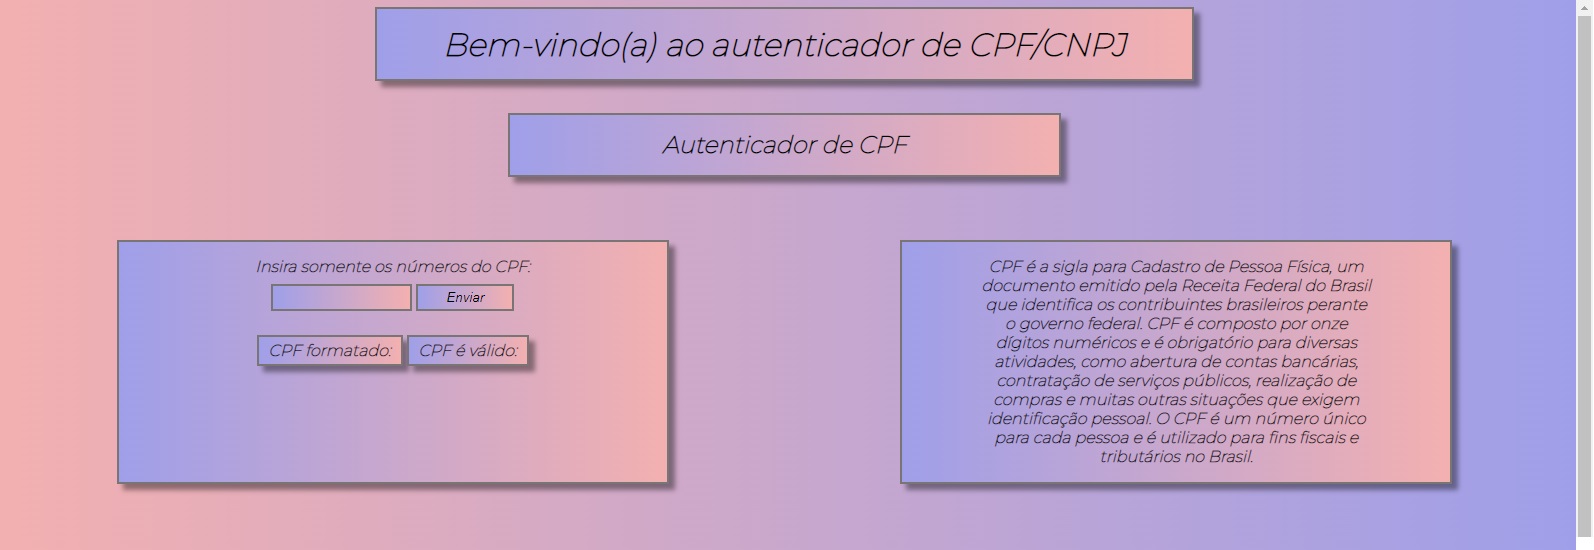 Bem-vindo(a) ao autenticador de CPF/CNPJ
Autenticador de CPF
Insira somente os números do CPF:
Enviar
CPF formatado: CPF é válido:
CPF é a sigla para Cadastro de Pessoa Física, um
documento emitido pela Receita Federal do Brasil
que identifica os contribuintes brasileiros perante
o governo federal. CPF é composto por onze
dígitos numéricos e é obrigatório para diversas
atividades, como abertura de contas bancárias,
contratação de serviços públicos, realização de
compras e muitas outras situações que exigem
identificação pessoal. O CPF é um número único
para cada pessoa e é utilizado para fins fiscais e
tributários no Brasil.